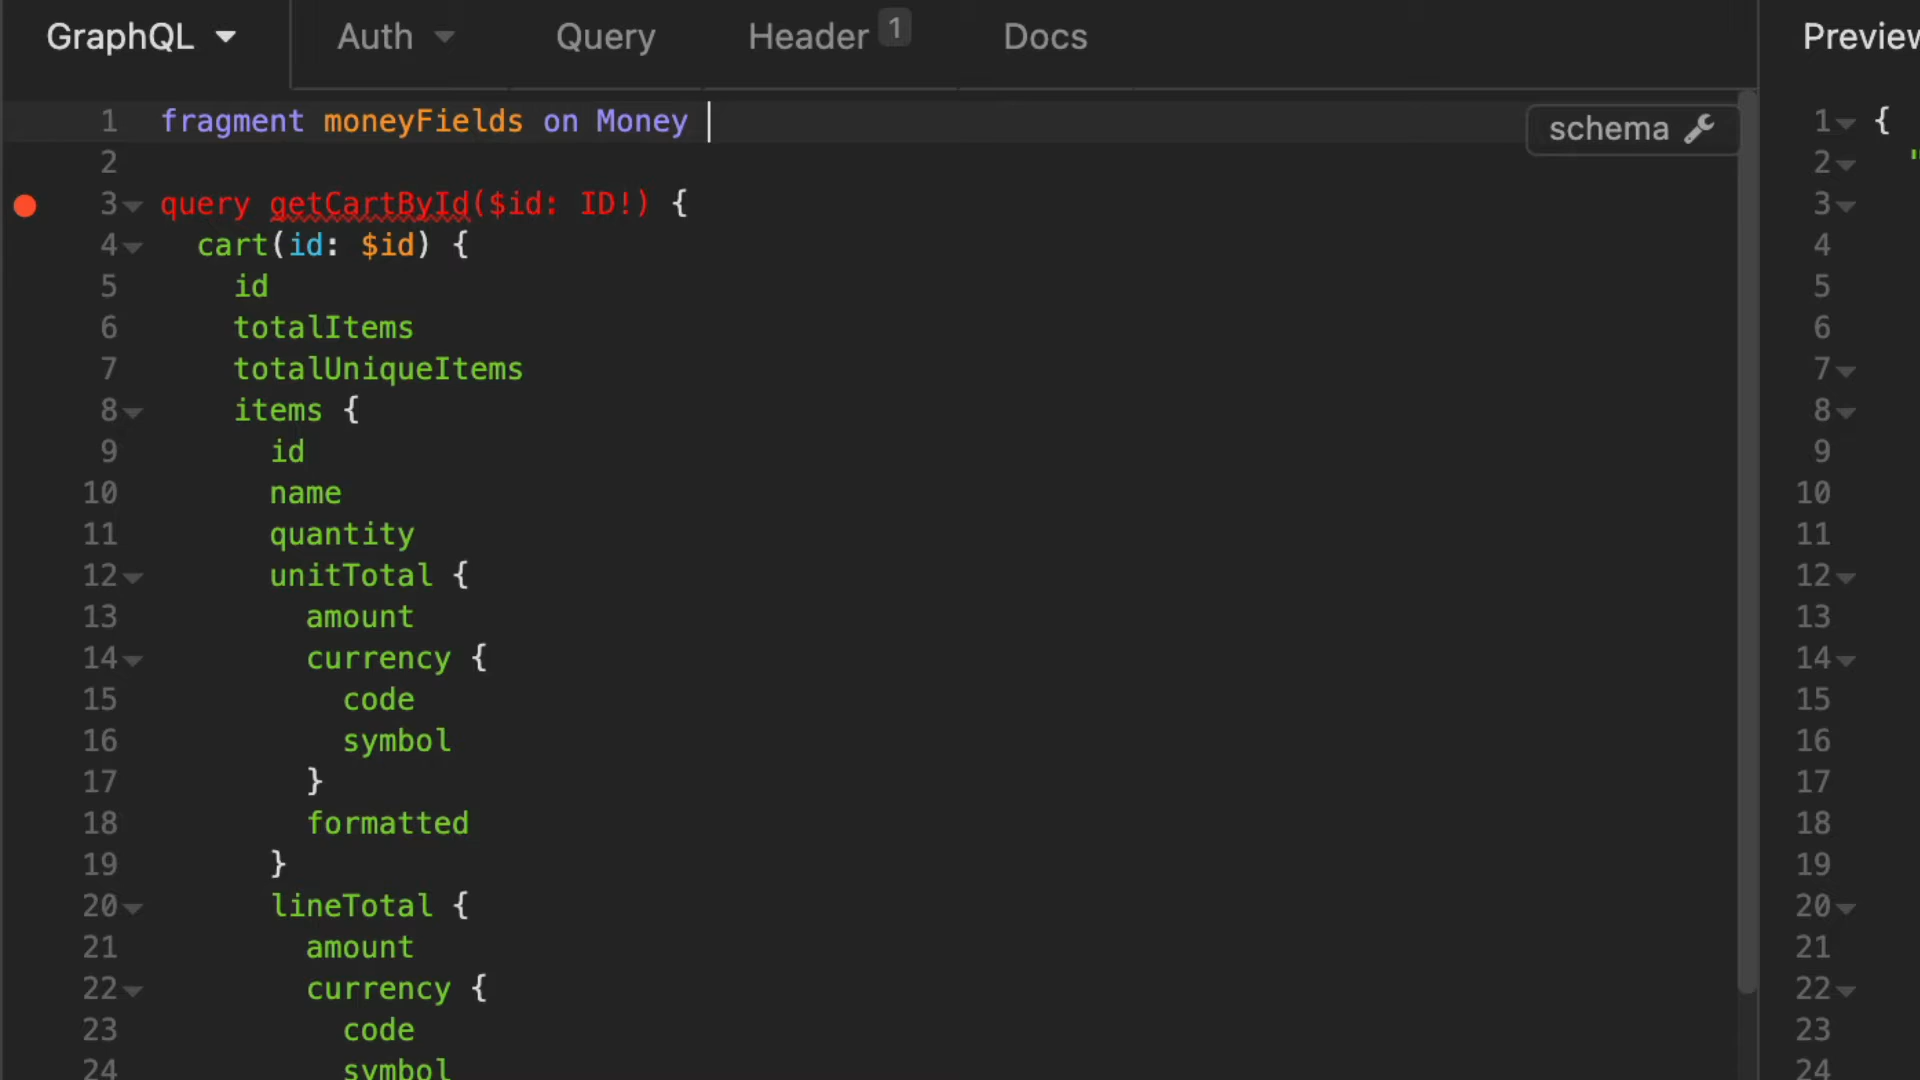 GraphQL Auth Query Header 1 Docs Preview
1 fragment moneyFields on Money
schema
2
3 query getCartById($id: ID!) {
4 cart(id: $id) {
5 id
6 totalItems
7 totalUniqueItems
8 items {
9 id
10 name
11 quantity
12 unitTotal {
13 amount
14 currency {
15 code
16 symbol
17 }
18 formatted
19 }
20 lineTotal {
21 amount
22 currency {
23 code
24 symbol
1 {
2 "
3
4
5
6
7
8
9
10
11
12
13
14
15
16
17
18
19
20
21
22
23
24